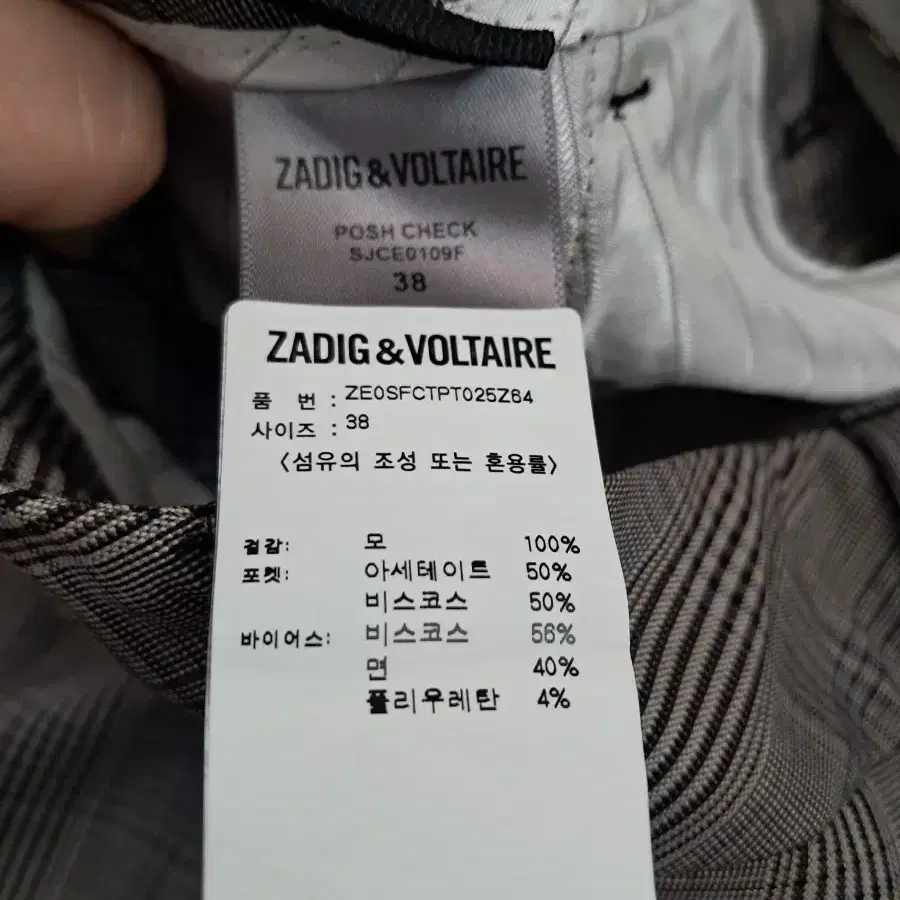 ZADIG&VOLTAIRE
POSH CHECK
SJCE0109F
38
ZADIG&VOLTAIRE
품 번 : ZE0SFCTPT025Z64
사이즈 : 38
〈섬유의 조성 또는 혼용률〉
겉감: 모 100%
포켓: 아세테이트 50%
비스코스 50%
바이어스: 비스코스 56%
면 40%
폴리우레탄 4%